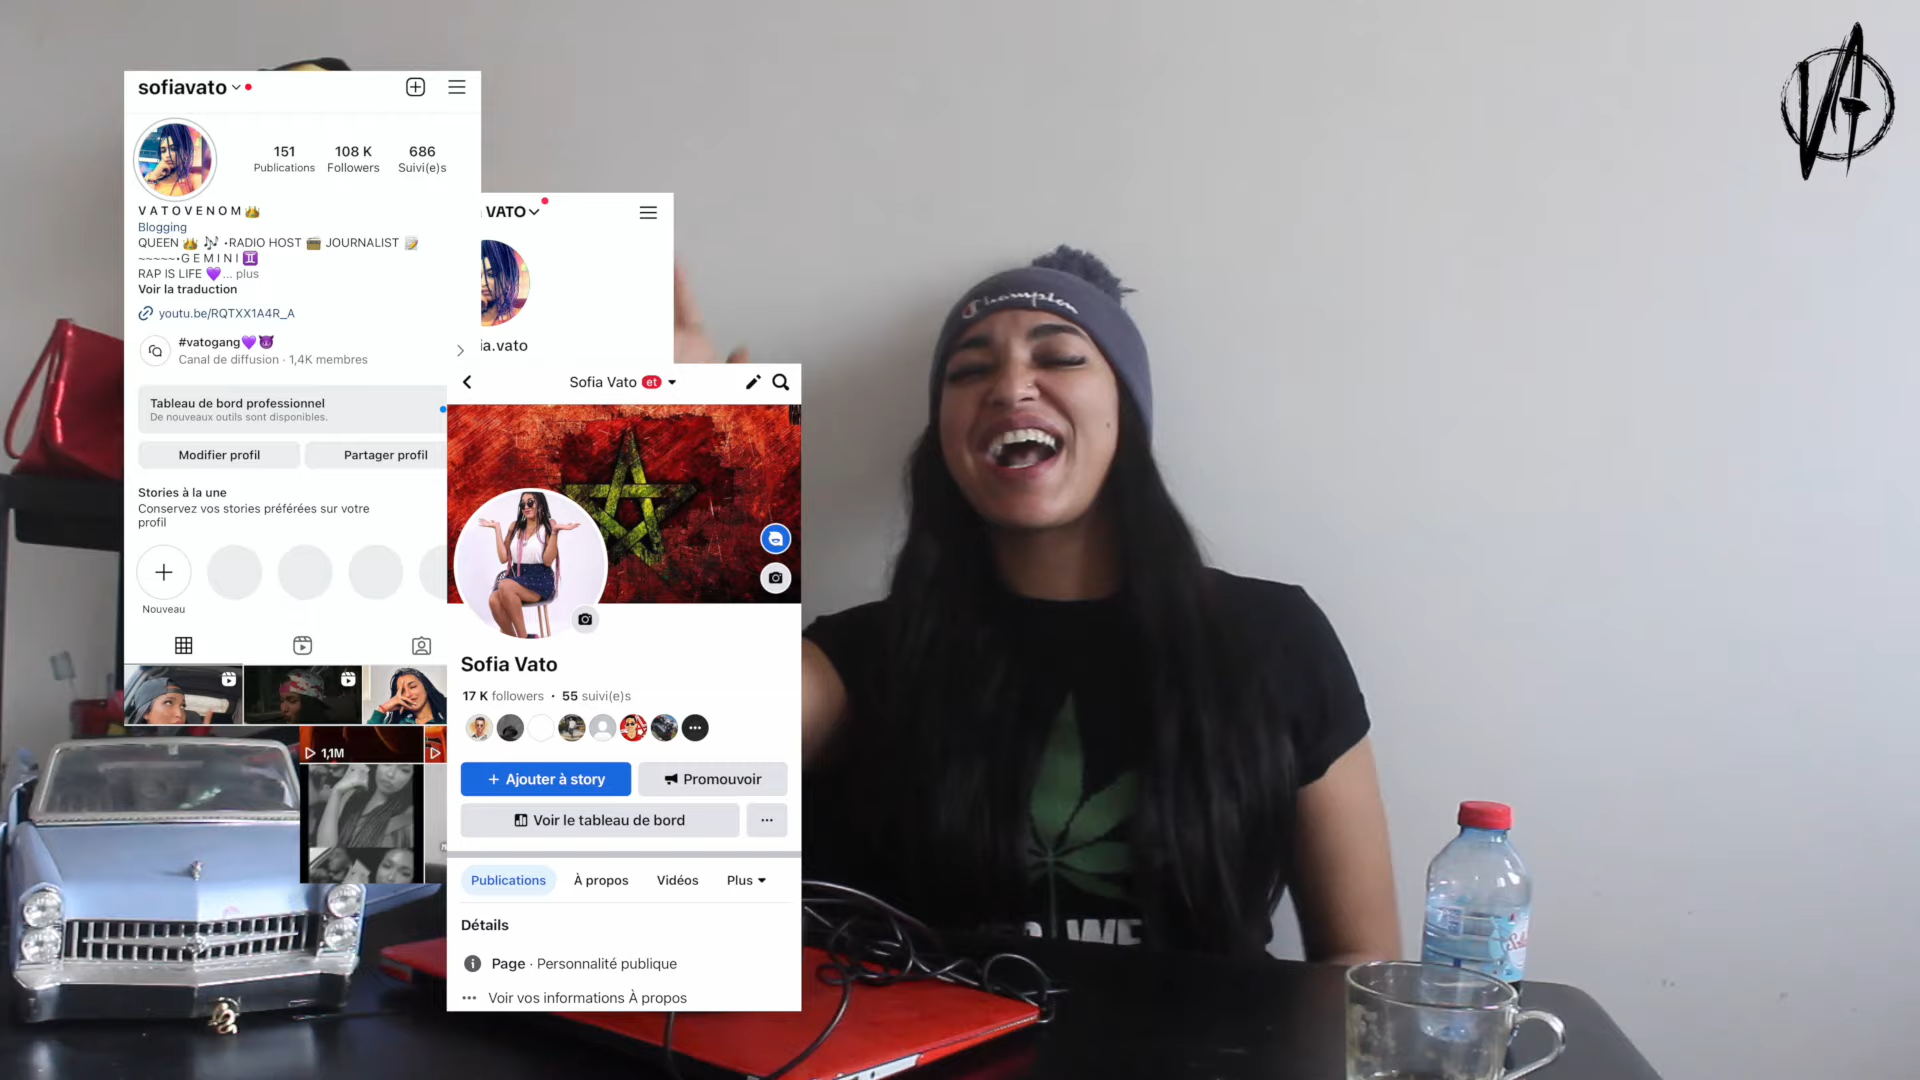 sofiavato
151
108 K
686
Publications
Followers
Suivi(e)s
V A T O V E N O M 👑
Blogging
QUEEN 👑 🎶 •RADIO HOST 📻 JOURNALIST 📝
~~~~~•G E M I N I ♊
RAP IS LIFE 💜... plus
Voir la traduction
youtu.be/RQTXX1A4R_A
#vatogang💜😈
Canal de diffusion · 1,4K membres
Tableau de bord professionnel
De nouveaux outils sont disponibles.
Modifier profil
Partager profil
Stories à la une
Conservez vos stories préférées sur votre
profil
Nouveau
1,1M
VATO
ia.vato
Sofia Vato et
Sofia Vato
17 K followers • 55 suivi(e)s
+ Ajouter à story
Promouvoir
Voir le tableau de bord
Publications
À propos
Vidéos
Plus
Détails
Page · Personnalité publique
Voir vos informations À propos
Champion
WE